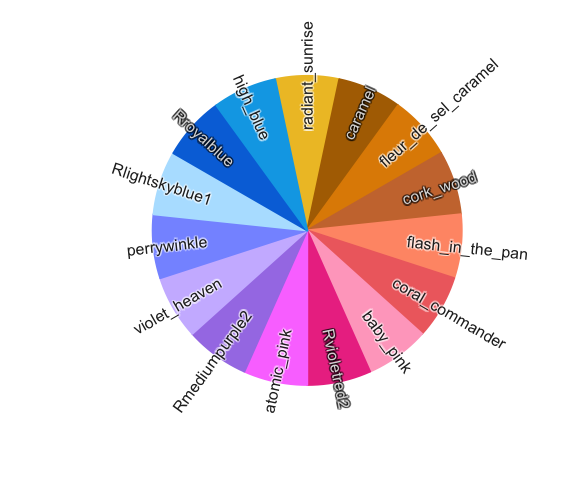 radiant_sunrise
caramel
fleur_de_sel_caramel
cork_wood
flash_in_the_pan
coral_commander
baby_pink
Rvioletred2
atomic_pink
Rmediumpurple2
violet_heaven
perrywinkle
Rlightskyblue1
Rroyalblue
high_blue